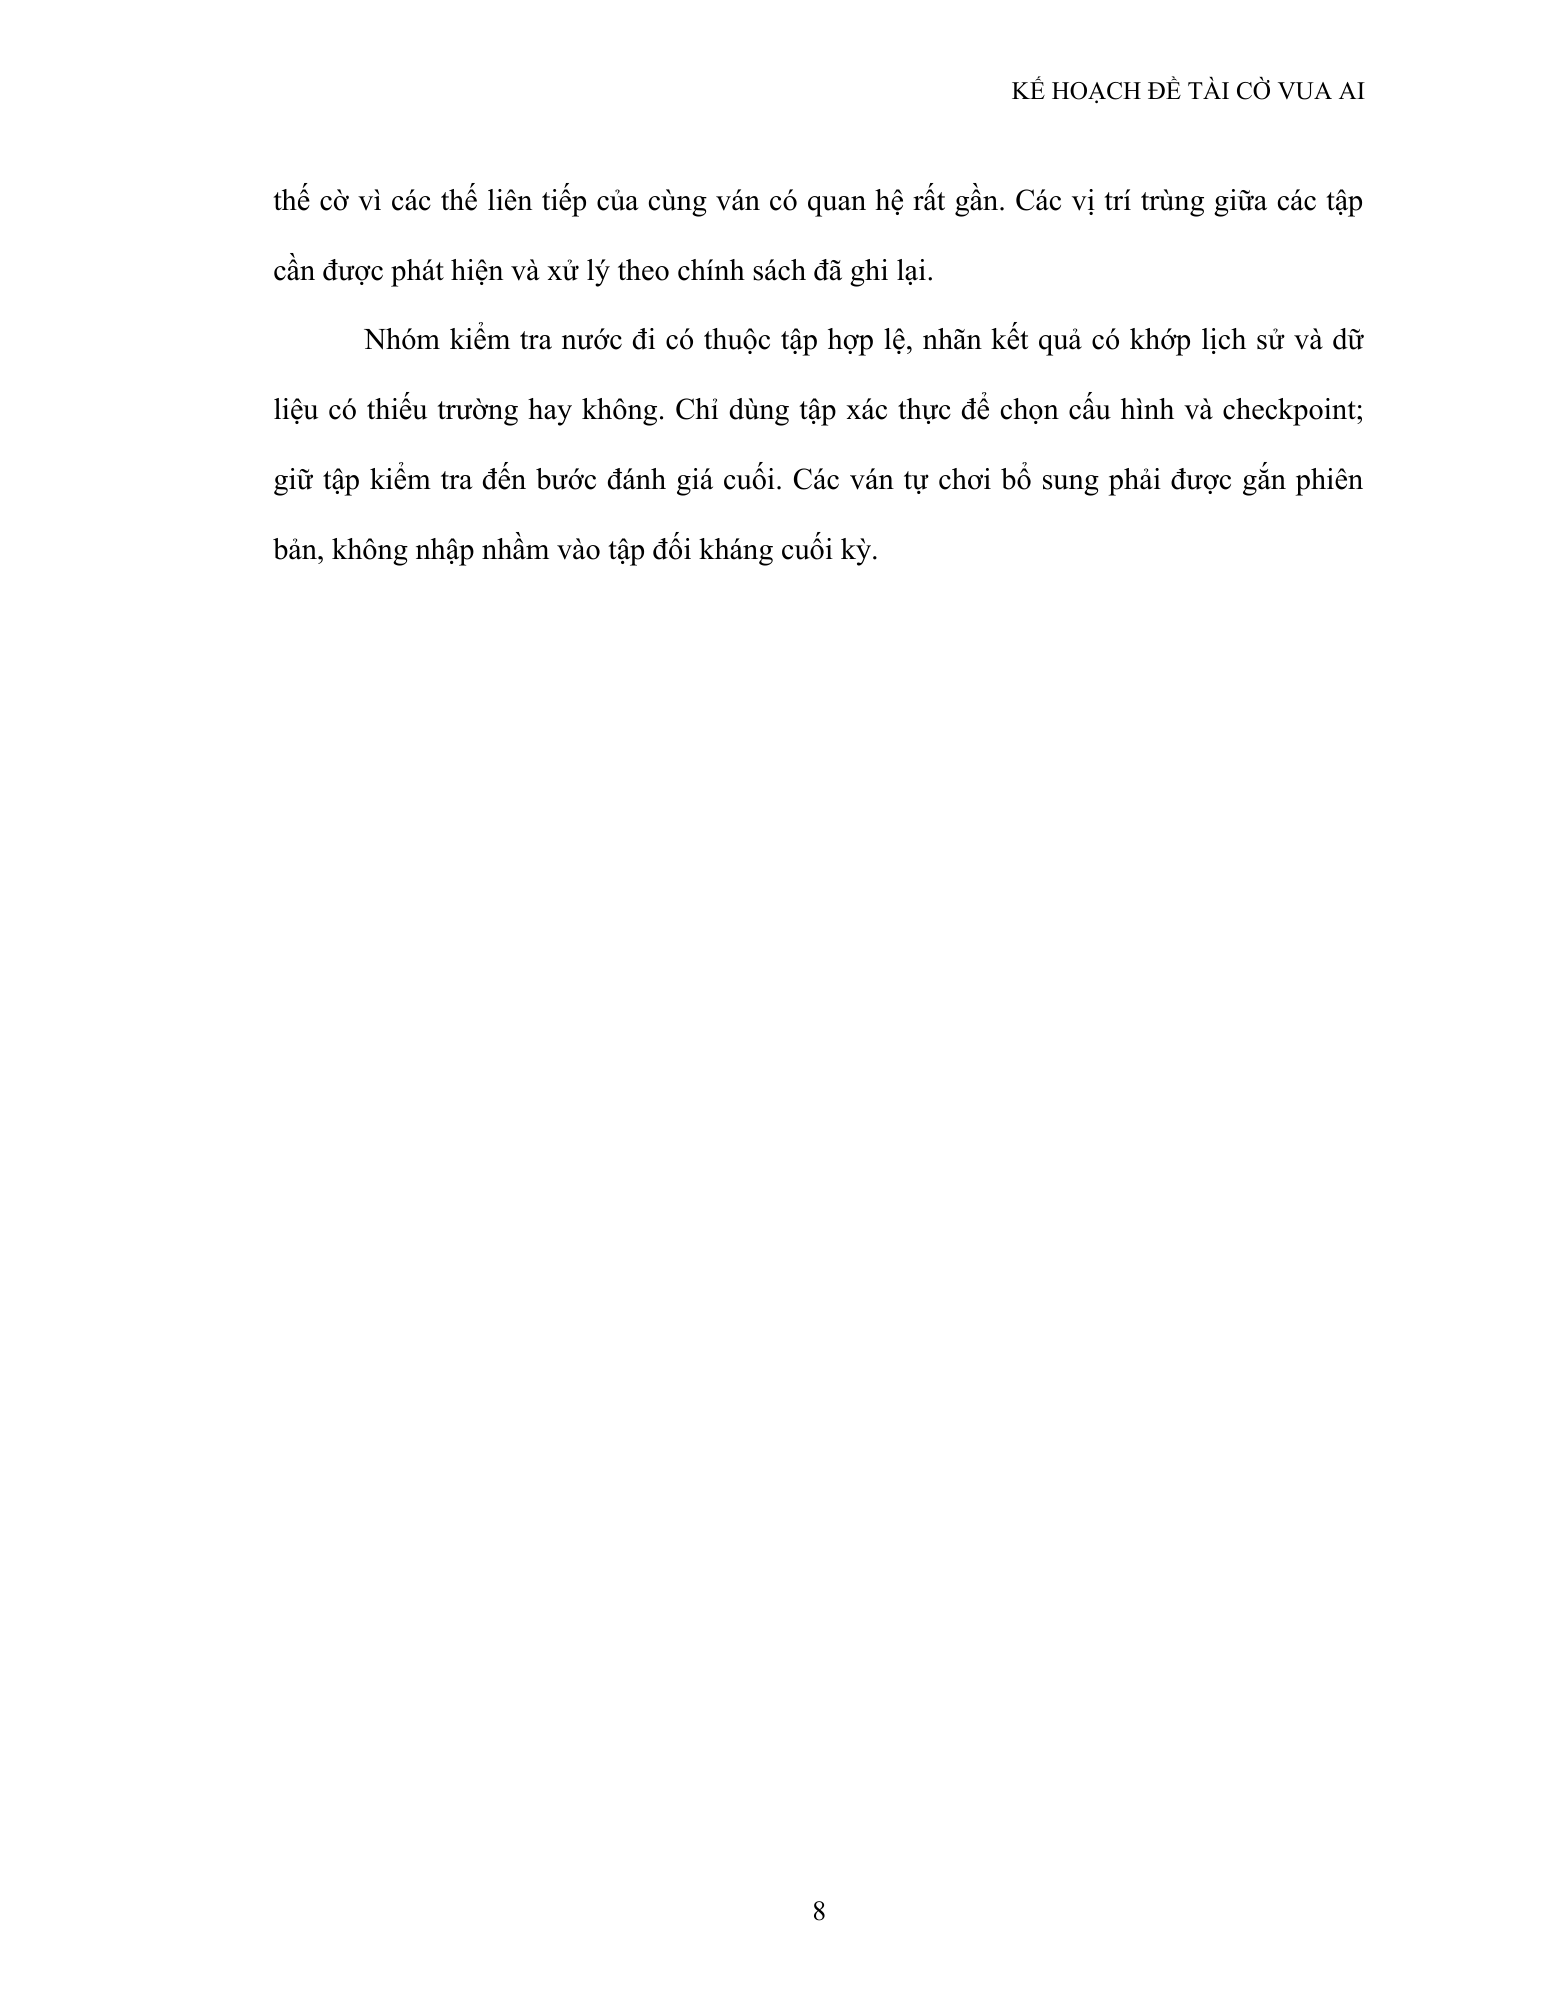 KẾ HOẠCH ĐỀ TÀI CỜ VUA AI
thế cờ vì các thế liên tiếp của cùng ván có quan hệ rất gần. Các vị trí trùng giữa các tập
cần được phát hiện và xử lý theo chính sách đã ghi lại.
Nhóm kiểm tra nước đi có thuộc tập hợp lệ, nhãn kết quả có khớp lịch sử và dữ
liệu có thiếu trường hay không. Chỉ dùng tập xác thực để chọn cấu hình và checkpoint;
giữ tập kiểm tra đến bước đánh giá cuối. Các ván tự chơi bổ sung phải được gắn phiên
bản, không nhập nhầm vào tập đối kháng cuối kỳ.
8